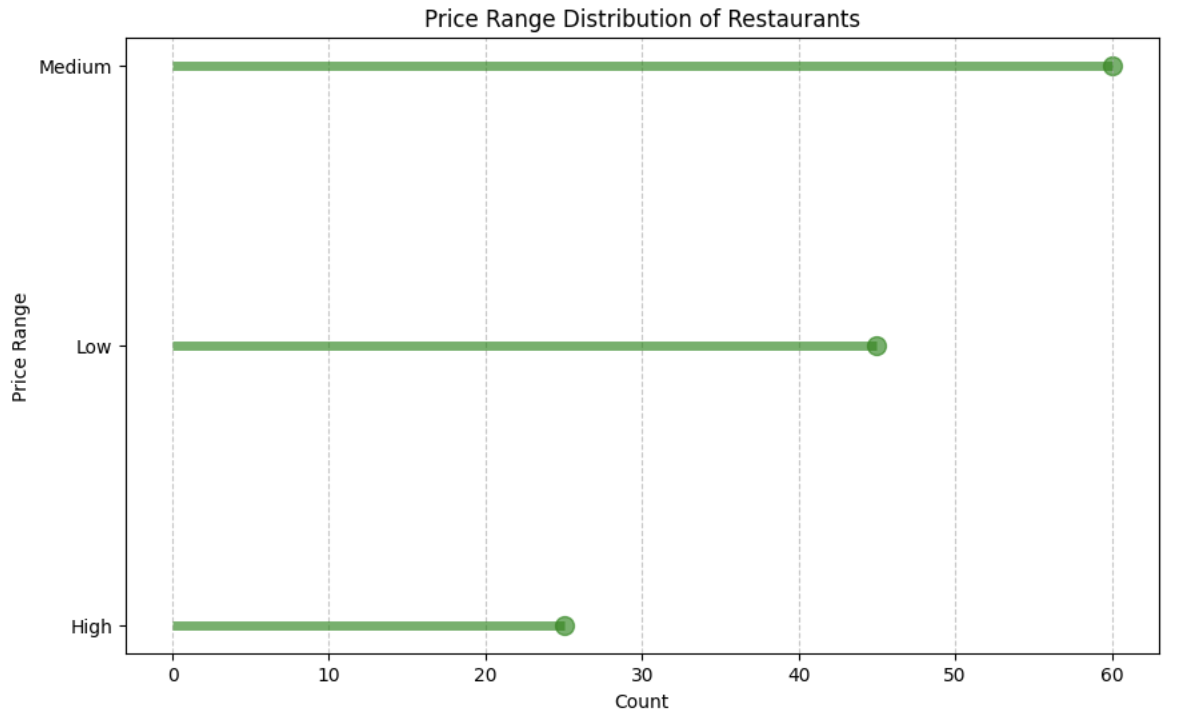 Price Range Distribution of Restaurants
Medium
Low
High
Price Range
0 10 20 30 40 50 60
Count